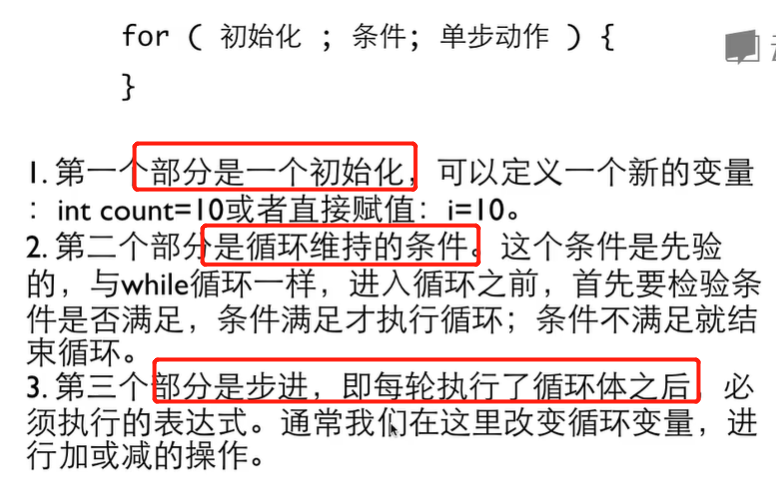 for ( 初始化 ; 条件; 单步动作 ) {
}
1. 第一个部分是一个初始化，可以定义一个新的变量
：int count=10或者直接赋值：i=10。
2. 第二个部分是循环维持的条件。这个条件是先验
的，与while循环一样，进入循环之前，首先要检验条
件是否满足，条件满足才执行循环；条件不满足就结
束循环。
3. 第三个部分是步进，即每轮执行了循环体之后，必
须执行的表达式。通常我们在这里改变循环变量，进
行加或减的操作。